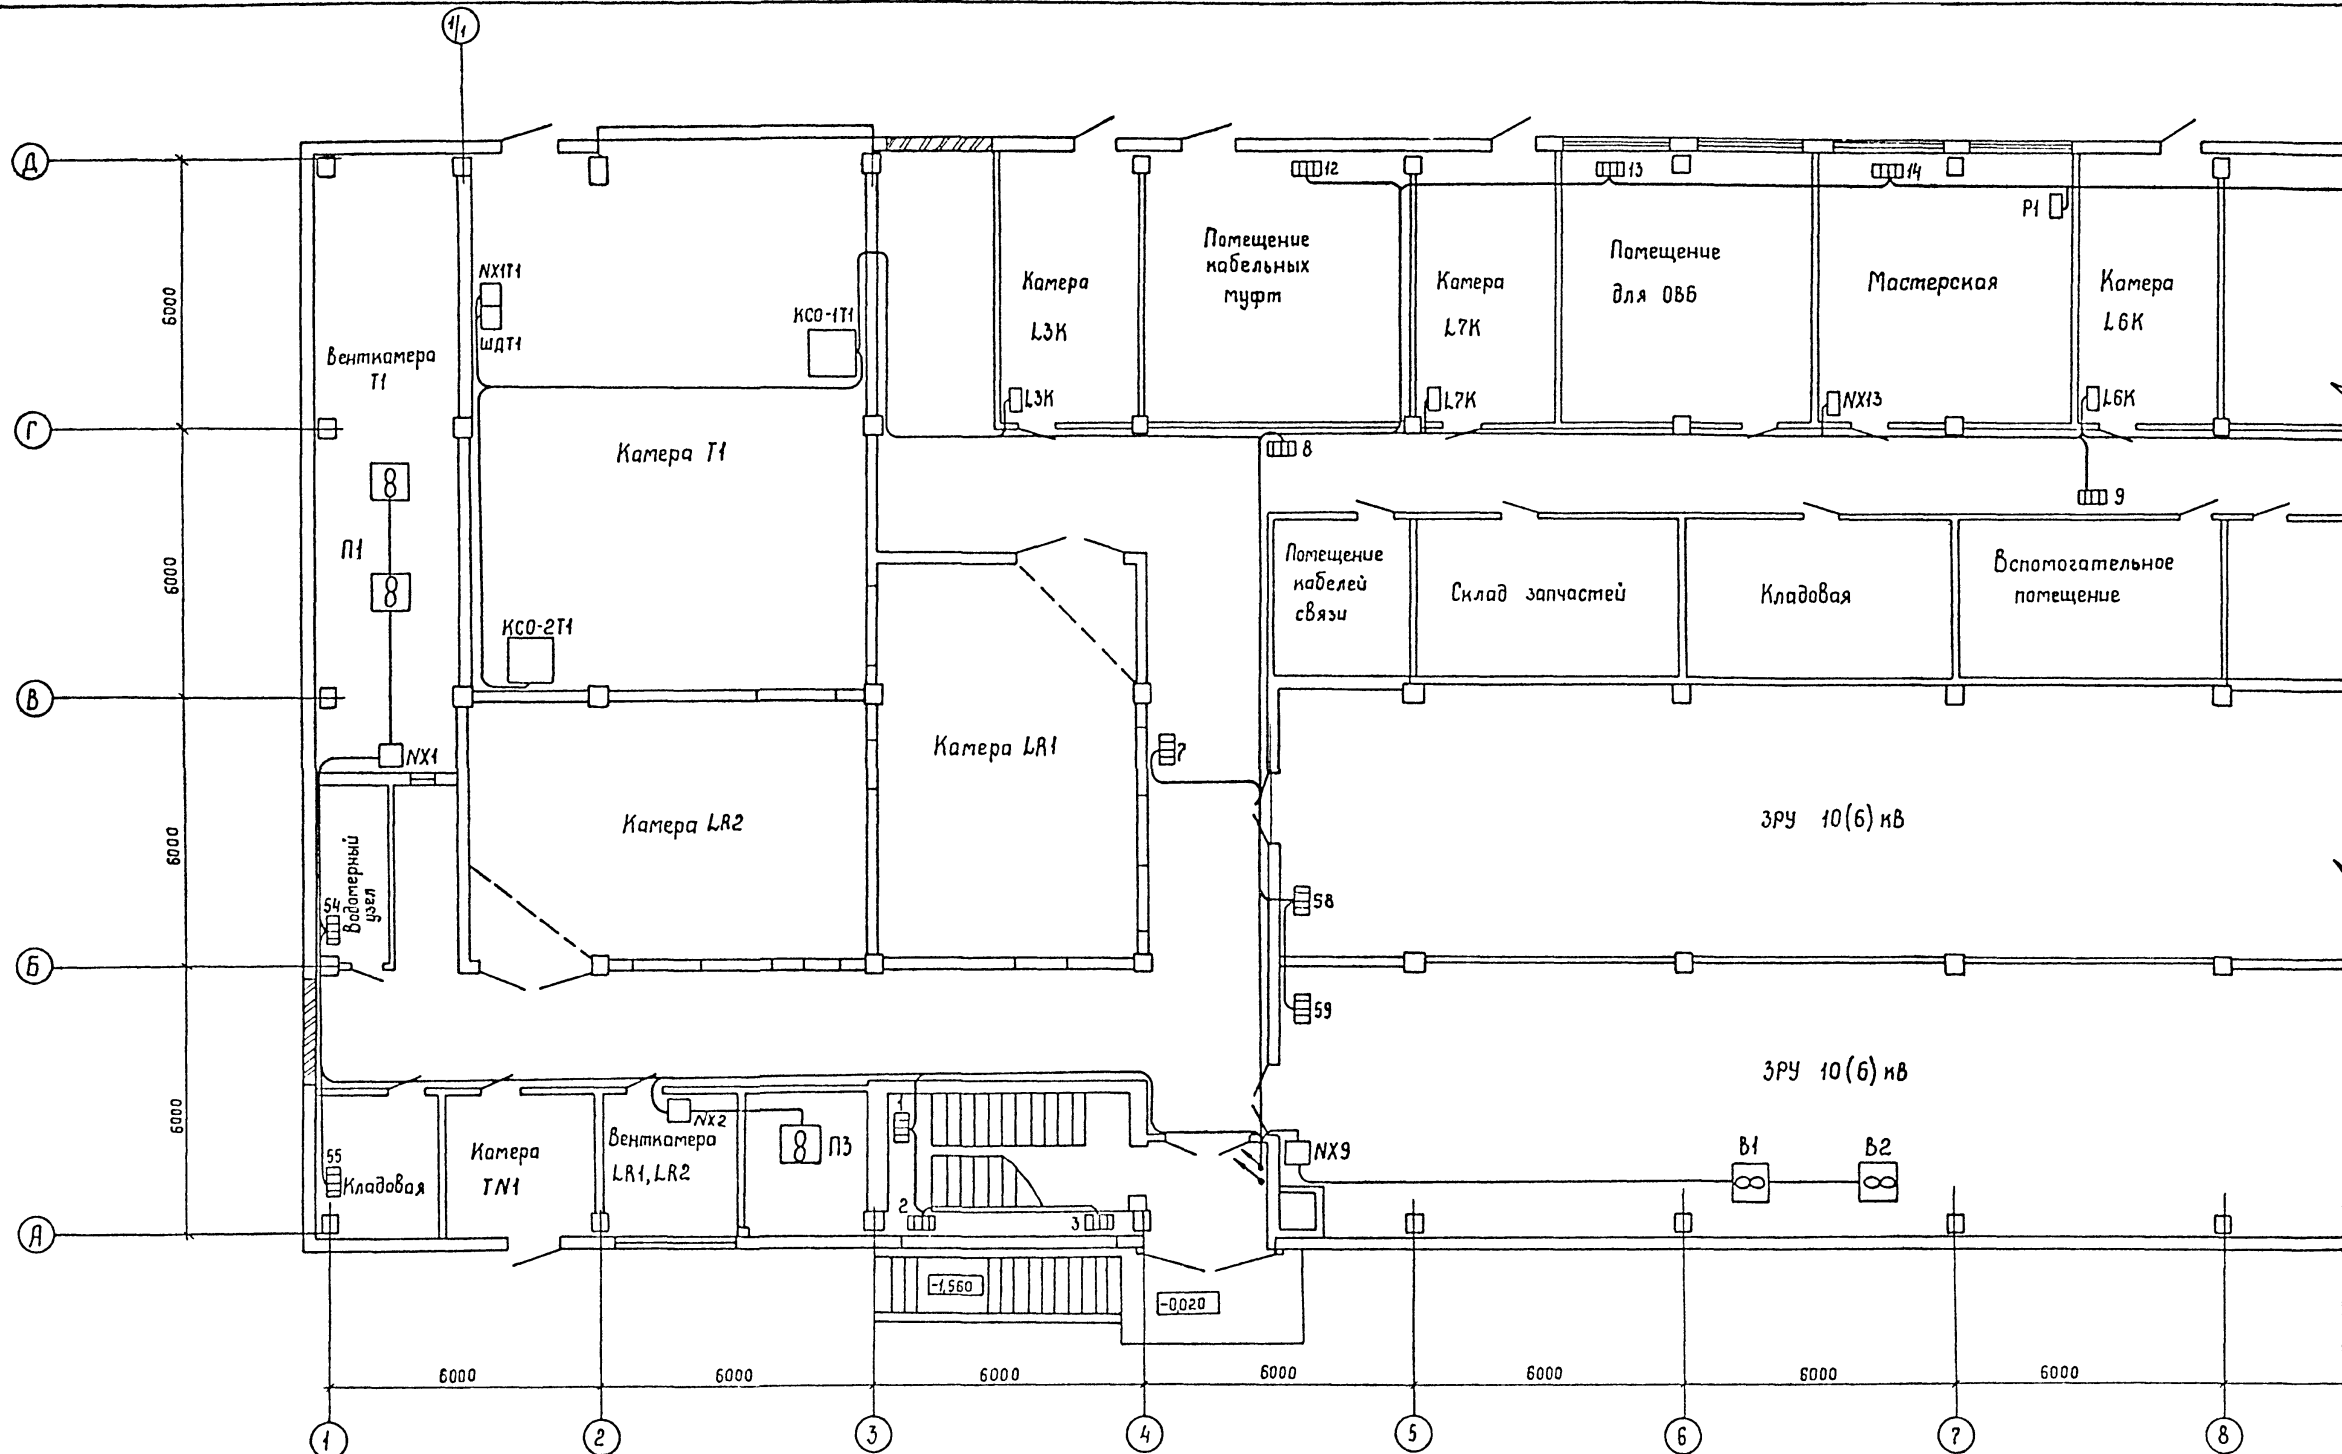 1/1
Д
12
13
14
Р1
6000
NX1T1
ШДТ1
КСО-1Т1
Камера
L3К
Помещение
кабельных
муфт
Камера
L7К
Помещение
для ОВБ
Мастерская
Камера
L6К
Венткамера
Т1
L3К
L7К
NX13
L6К
Г
Камера Т1
8
9
П1
6000
Помещение
кабелей
связи
Склад запчастей
Кладовая
Вспомогательное
помещение
КСО-2Т1
В
NX1
Камера LR1
7
Камера LR2
ЗРУ 10(6) кВ
6000
Водомерный
узел
54
58
Б
59
ЗРУ 10(6) кВ
6000
1
NX2
Венткамера
LR1, LR2
П3
NX9
В1
В2
55
Кладовая
Камера
TN1
2
3
А
-1,560
-0,020
6000
6000
6000
6000
6000
6000
6000
1
2
3
4
5
6
7
8